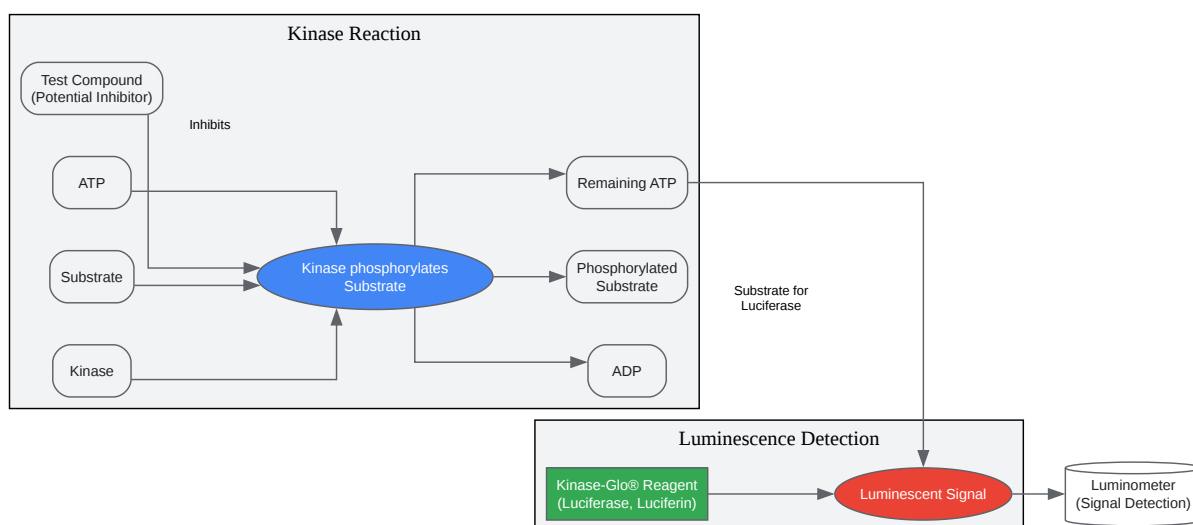 Kinase Reaction
Test Compound
(Potential Inhibitor)
Inhibits
ATP
Remaining ATP
Substrate
Kinase phosphorylates
Substrate
Phosphorylated
Substrate
Substrate for
Luciferase
Kinase
ADP
Luminescence Detection
Kinase-Glo® Reagent
(Luciferase, Luciferin)
Luminescent Signal
Luminometer
(Signal Detection)